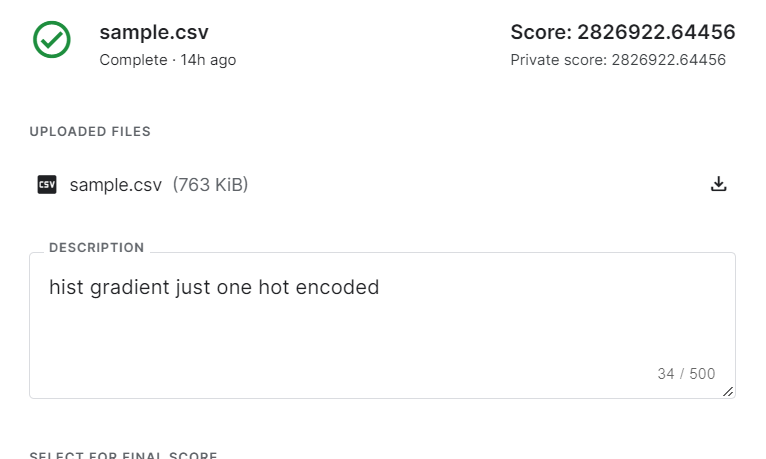 sample.csv
Score: 2826922.64456
Complete · 14h ago
Private score: 2826922.64456
UPLOADED FILES
CSV
sample.csv (763 KiB)
DESCRIPTION
hist gradient just one hot encoded
34 / 500
SELECT FOR FINAL SCORE